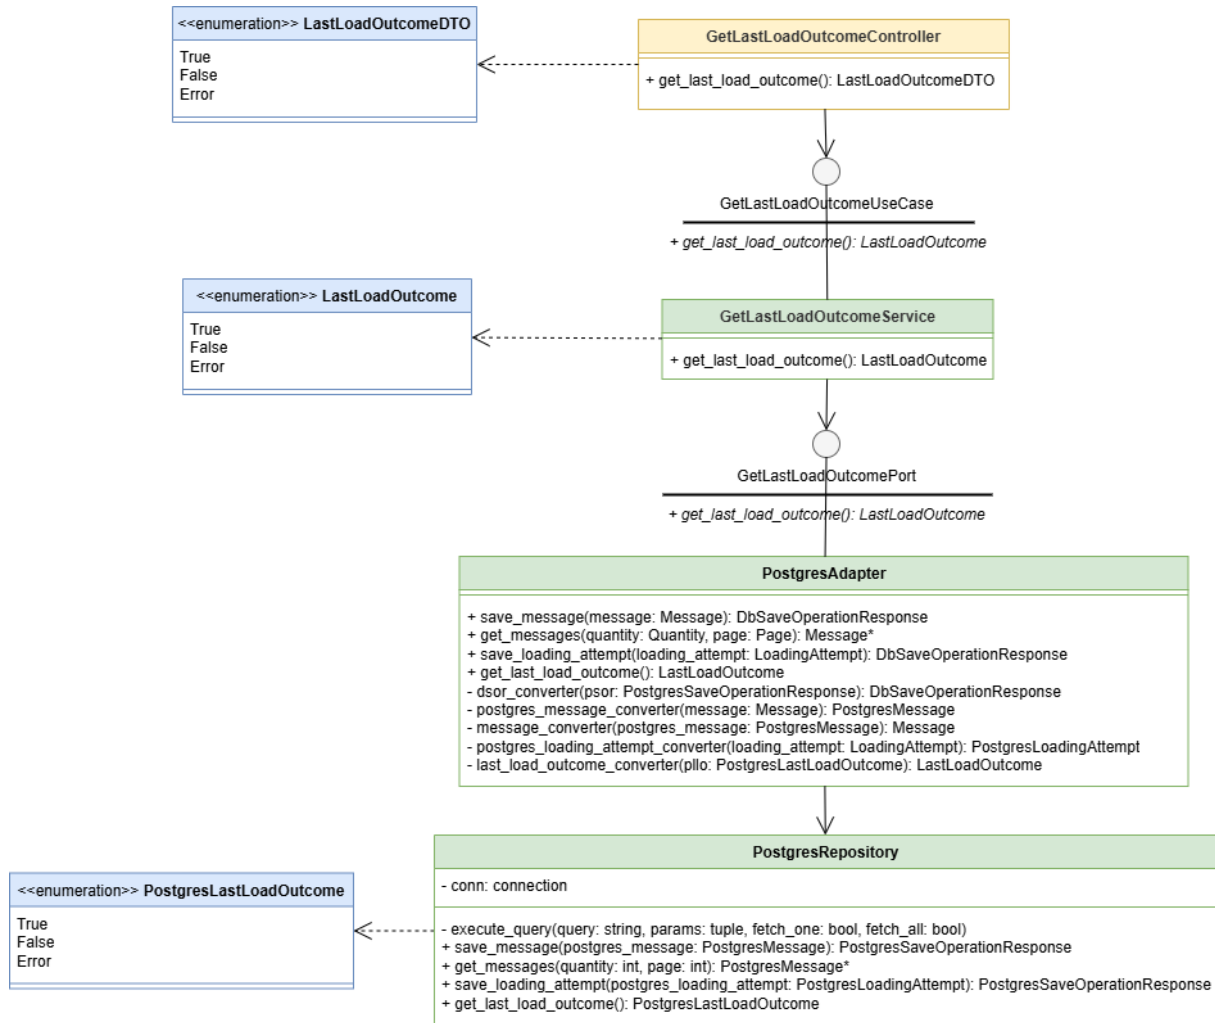 <<enumeration>> LastLoadOutcomeDTO
True
False
Error
GetLastLoadOutcomeController
+ get_last_load_outcome(): LastLoadOutcomeDTO
GetLastLoadOutcomeUseCase
+ get_last_load_outcome(): LastLoadOutcome
<<enumeration>> LastLoadOutcome
True
False
Error
GetLastLoadOutcomeService
+ get_last_load_outcome(): LastLoadOutcome
GetLastLoadOutcomePort
+ get_last_load_outcome(): LastLoadOutcome
PostgresAdapter
+ save_message(message: Message): DbSaveOperationResponse
+ get_messages(quantity: Quantity, page: Page): Message*
+ save_loading_attempt(loading_attempt: LoadingAttempt): DbSaveOperationResponse
+ get_last_load_outcome(): LastLoadOutcome
- dsor_converter(psor: PostgresSaveOperationResponse): DbSaveOperationResponse
- postgres_message_converter(message: Message): PostgresMessage
- message_converter(postgres_message: PostgresMessage): Message
- postgres_loading_attempt_converter(loading_attempt: LoadingAttempt): PostgresLoadingAttempt
- last_load_outcome_converter(pllo: PostgresLastLoadOutcome): LastLoadOutcome
<<enumeration>> PostgresLastLoadOutcome
True
False
Error
PostgresRepository
- conn: connection
- execute_query(query: string, params: tuple, fetch_one: bool, fetch_all: bool)
+ save_message(postgres_message: PostgresMessage): PostgresSaveOperationResponse
+ get_messages(quantity: int, page: int): PostgresMessage*
+ save_loading_attempt(postgres_loading_attempt: PostgresLoadingAttempt): PostgresSaveOperationResponse
+ get_last_load_outcome(): PostgresLastLoadOutcome